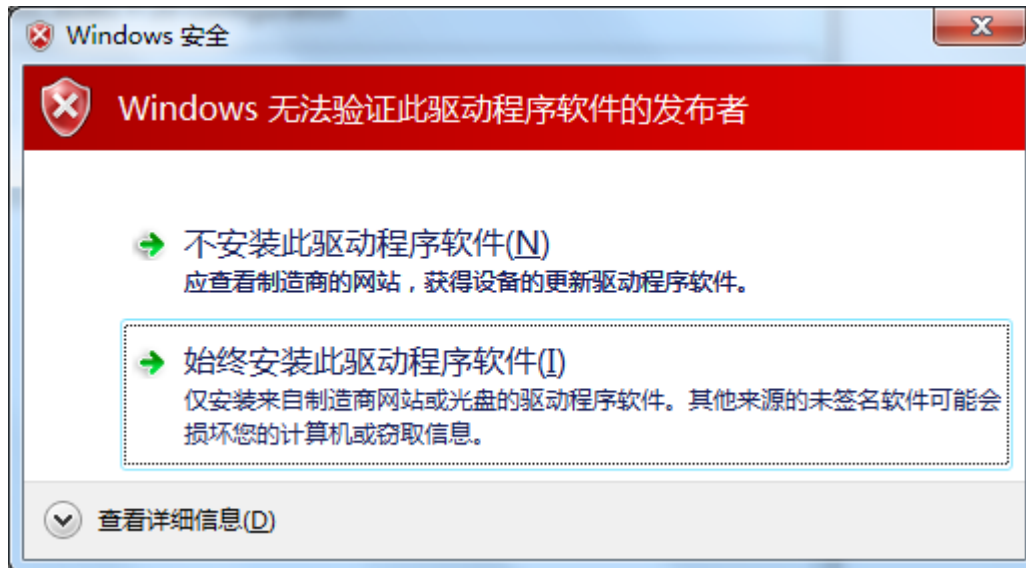 Windows 安全
Windows 无法验证此驱动程序软件的发布者
不安装此驱动程序软件(N)
应查看制造商的网站，获得设备的更新驱动程序软件。
始终安装此驱动程序软件(I)
仅安装来自制造商网站或光盘的驱动程序软件。其他来源的未签名软件可能会
损坏您的计算机或窃取信息。
查看详细信息(D)